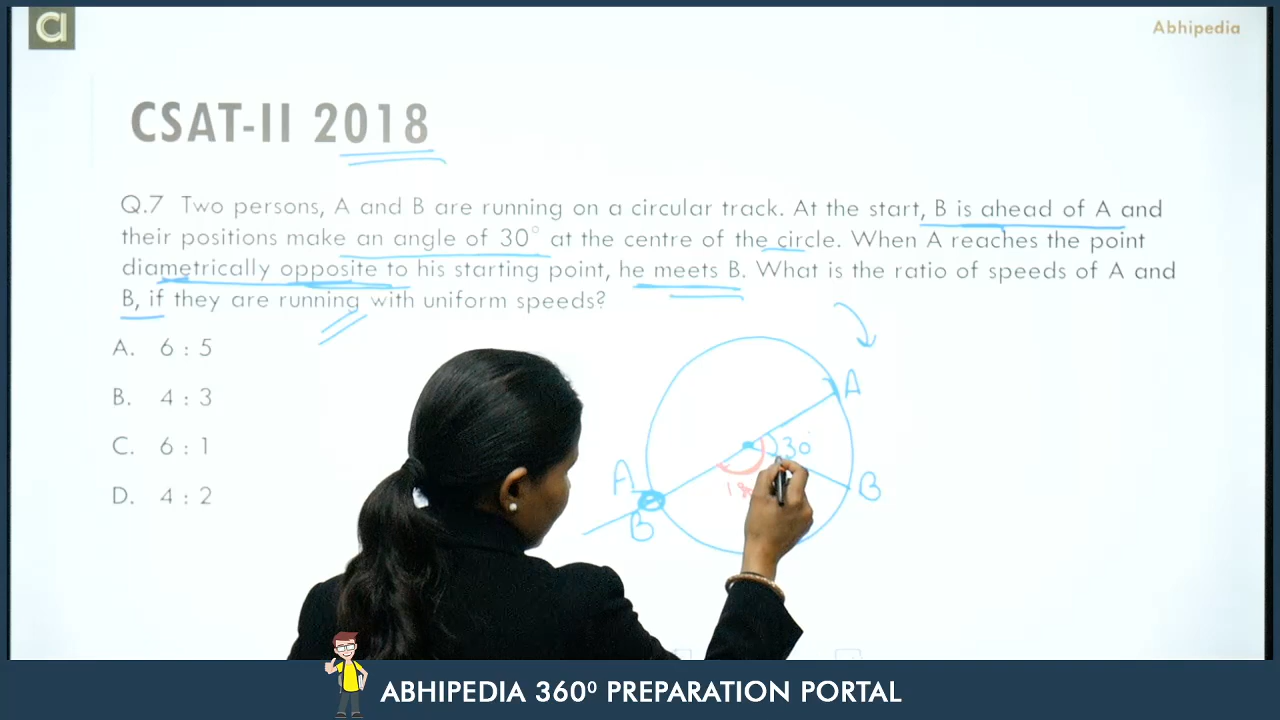 a
Abhipedia
CSAT-II 2018
Q.7 Two persons, A and B are running on a circular track. At the start, B is ahead of A and
their positions make an angle of 30° at the centre of the circle. When A reaches the point
diametrically opposite to his starting point, he meets B. What is the ratio of speeds of A and
B, if they are running with uniform speeds?
A. 6 : 5
B. 4 : 3
C. 6 : 1
D. 4 : 2
A
30°
A
B
B
ABHIPEDIA 360⁰ PREPARATION PORTAL